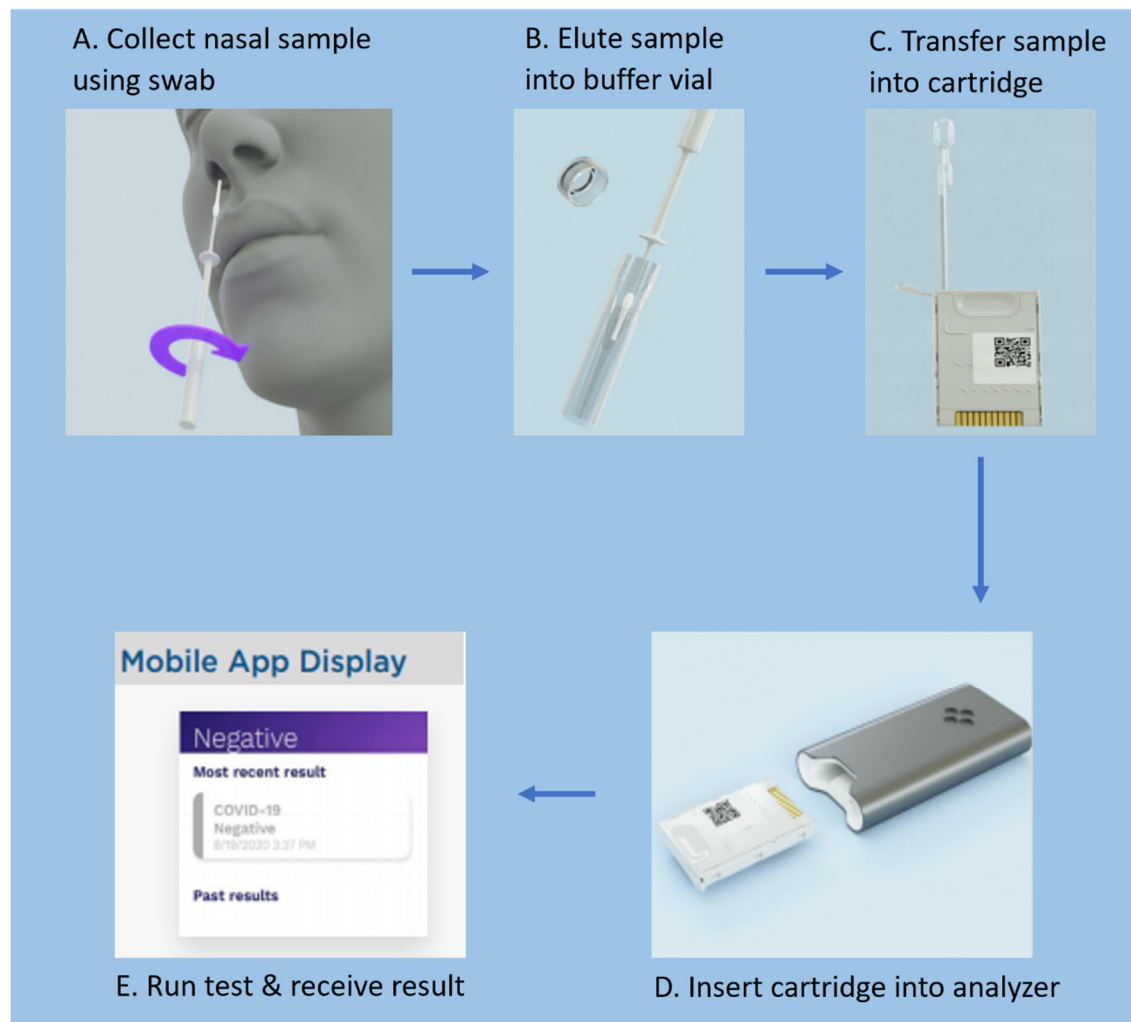 A. Collect nasal sample
using swab
B. Elute sample
into buffer vial
C. Transfer sample
into cartridge
Mobile App Display
Negative
Most recent result
COVID-19
Negative
8/19/2020 3:37 PM
Past results
E. Run test & receive result
D. Insert cartridge into analyzer